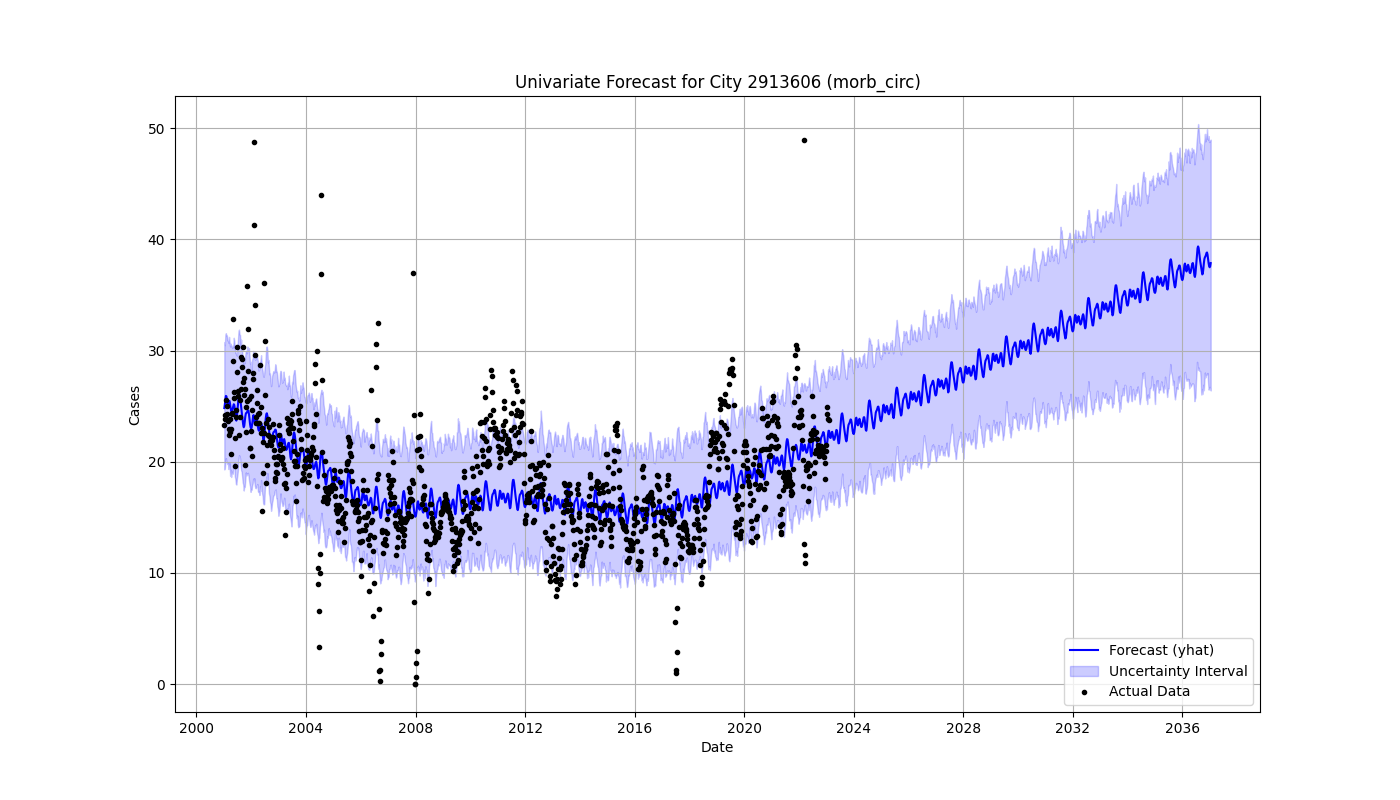 Univariate Forecast for City 2913606 (morb_circ)
50
40
30
20
10
0
Cases
2000 2004 2008 2012 2016 2020 2024 2028 2032 2036
Date
Forecast (yhat)
Uncertainty Interval
Actual Data